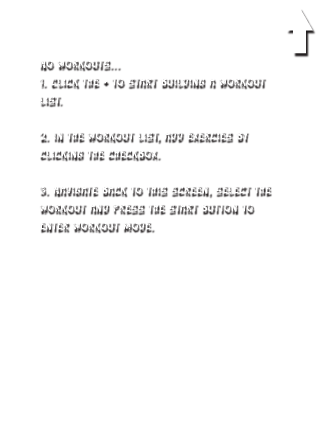 NO WORKOUTS...
1. CLICK THE + TO START BUILDING A WORKOUT
LIST.
2. IN THE WORKOUT LIST, ADD EXERCIES BY
CLICKING THE CHECKBOX.
3. NAVIGATE BACK TO THIS SCREEN, SELECT THE
WORKOUT AND PRESS THE START BUTTON TO
ENTER WORKOUT MODE.